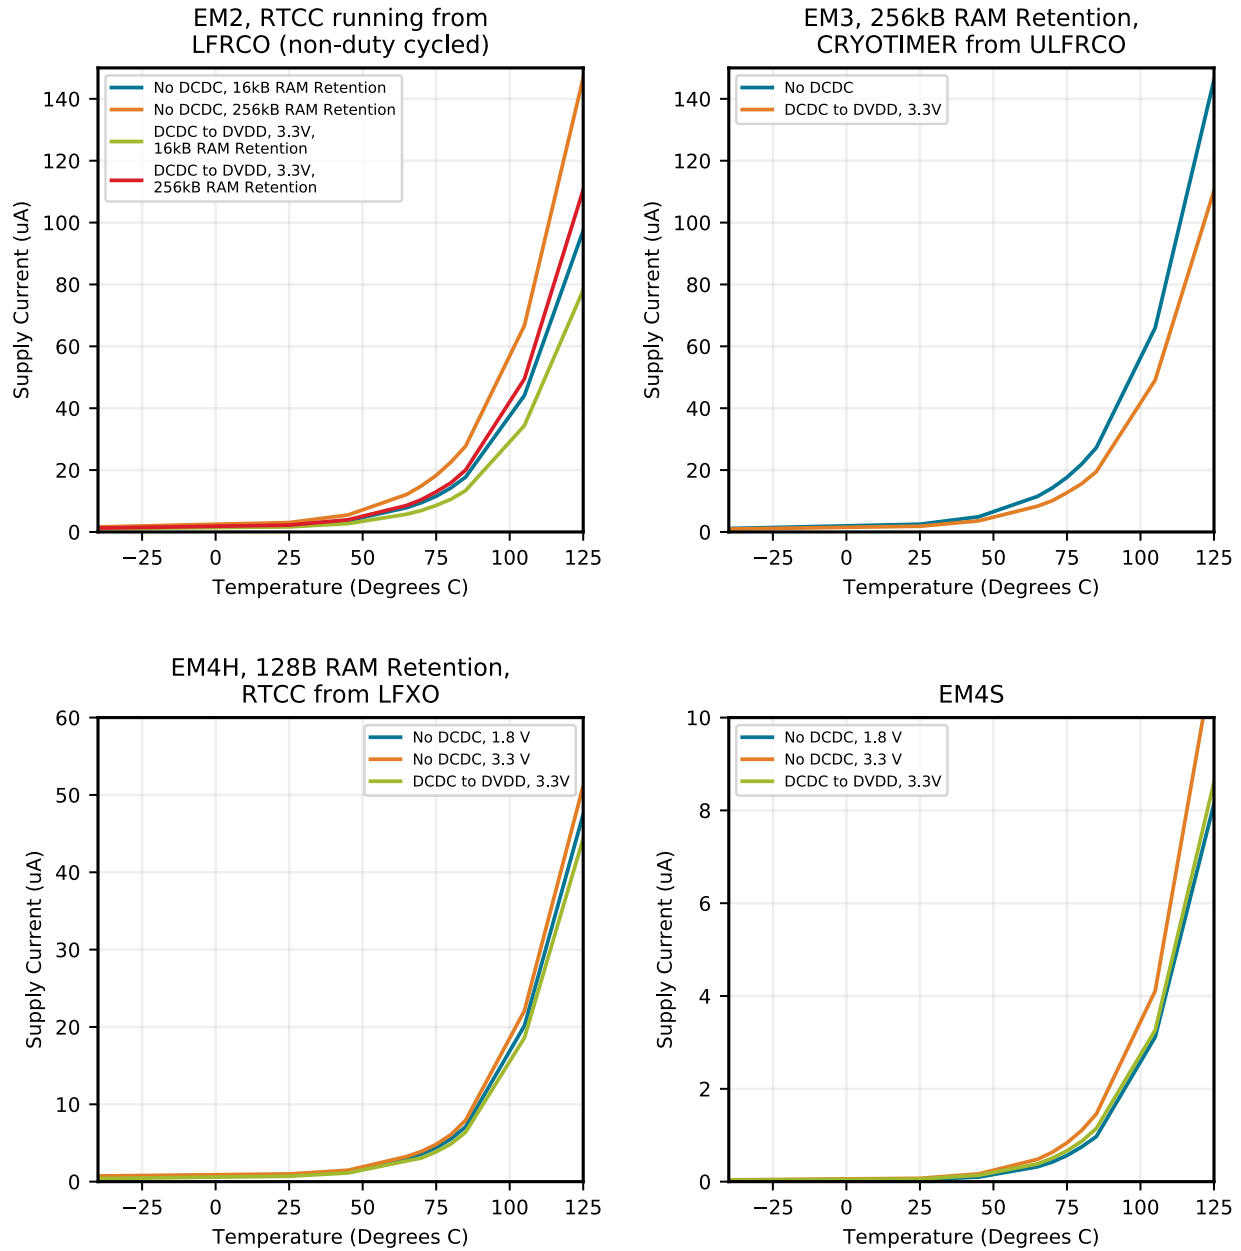 EM2, RTCC running from
LFRCO (non-duty cycled)
No DCDC, 16kB RAM Retention
No DCDC, 256kB RAM Retention
DCDC to DVDD, 3.3V,
16kB RAM Retention
DCDC to DVDD, 3.3V,
256kB RAM Retention
140
120
100
80
60
40
20
0
Supply Current (uA)
−25 0 25 50 75 100 125
Temperature (Degrees C)
EM3, 256kB RAM Retention,
CRYOTIMER from ULFRCO
No DCDC
DCDC to DVDD, 3.3V
140
120
100
80
60
40
20
0
Supply Current (uA)
−25 0 25 50 75 100 125
Temperature (Degrees C)
EM4H, 128B RAM Retention,
RTCC from LFXO
No DCDC, 1.8 V
No DCDC, 3.3 V
DCDC to DVDD, 3.3V
60
50
40
30
20
10
0
Supply Current (uA)
−25 0 25 50 75 100 125
Temperature (Degrees C)
EM4S
No DCDC, 1.8 V
No DCDC, 3.3 V
DCDC to DVDD, 3.3V
10
8
6
4
2
0
Supply Current (uA)
−25 0 25 50 75 100 125
Temperature (Degrees C)